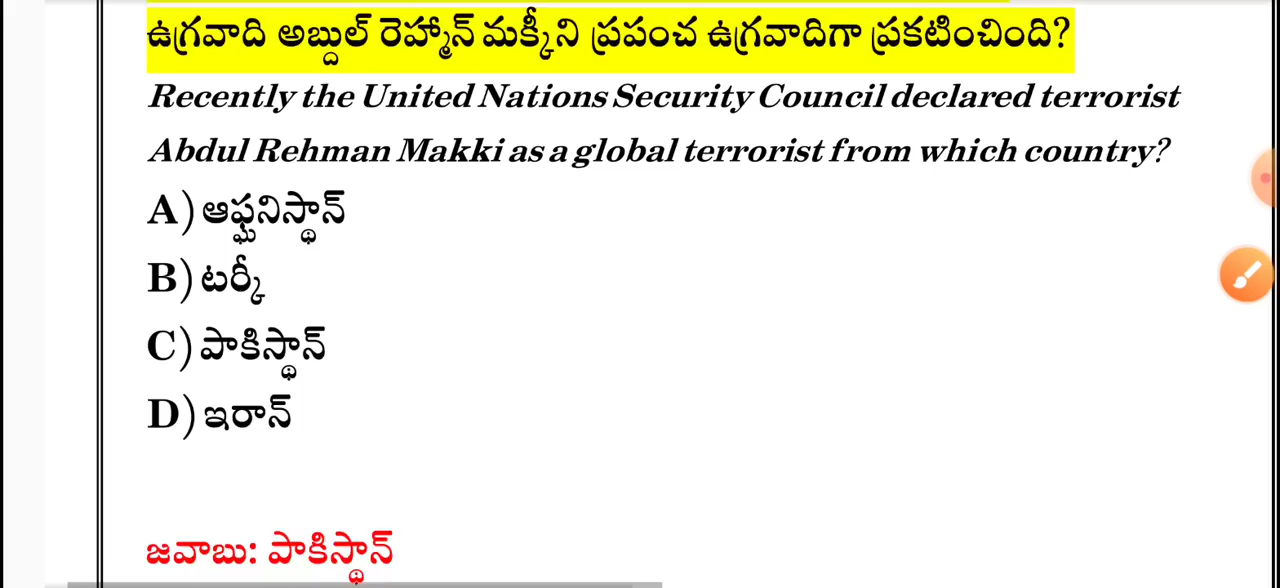 ఉగ్రవాది అబ్దుల్ రెహ్మాన్ మక్కీని ప్రపంచ ఉగ్రవాదిగా ప్రకటించింది?
Recently the United Nations Security Council declared terrorist
Abdul Rehman Makki as a global terrorist from which country?
A) ఆఫ్ఘనిస్థాన్
B) టర్కీ
C) పాకిస్థాన్
D) ఇరాన్
జవాబు: పాకిస్థాన్